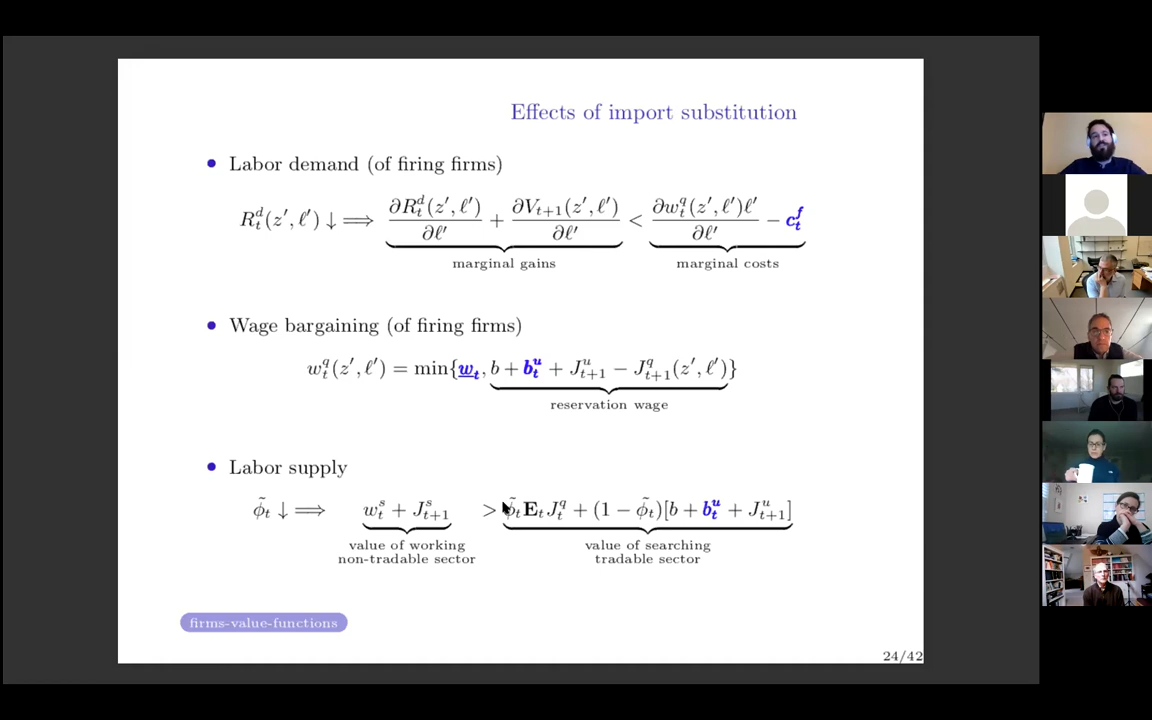 Effects of import substitution
• Labor demand (of firing firms)
R_t^d(z′, ℓ′) ↓ ⟹ ∂R_t^d(z′, ℓ′)/∂ℓ′ + ∂V_{t+1}(z′, ℓ′)/∂ℓ′ < ∂w_t^q(z′, ℓ′)ℓ′/∂ℓ′ − c_t^f
marginal gains marginal costs
• Wage bargaining (of firing firms)
w_t^q(z′, ℓ′) = min{w_t, b + b_t^u + J_{t+1}^u − J_{t+1}^q(z′, ℓ′)}
reservation wage
• Labor supply
ϕ̃_t ↓ ⟹ w_t^s + J_{t+1}^s > ϕ̃_t E_t J_t^q + (1 − ϕ̃_t)[b + b_t^u + J_{t+1}^u]
value of working value of searching
non-tradable sector tradable sector
firms-value-functions
24/42